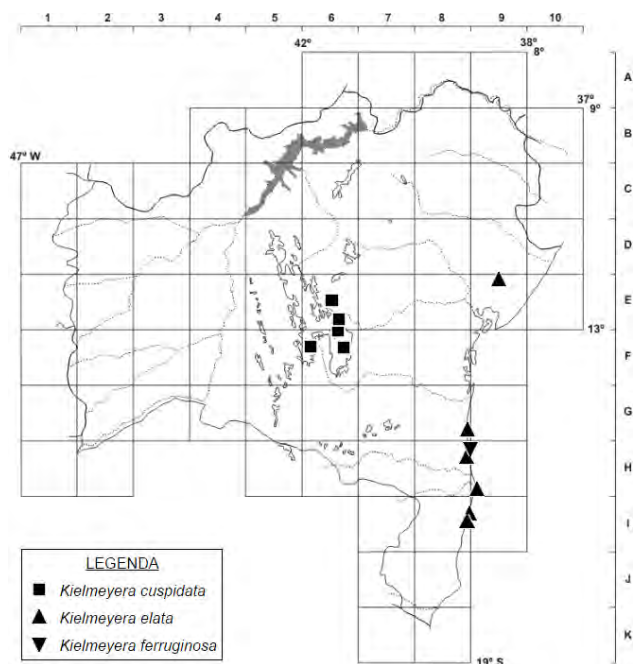 1 2 3 4 5 6 7 8 9 10
42° 38°
8°
A
37°
9°
B
47° W
C
D
E
13°
F
G
H
I
J
K
19° S
LEGENDA
Kielmeyera cuspidata
Kielmeyera elata
Kielmeyera ferruginosa